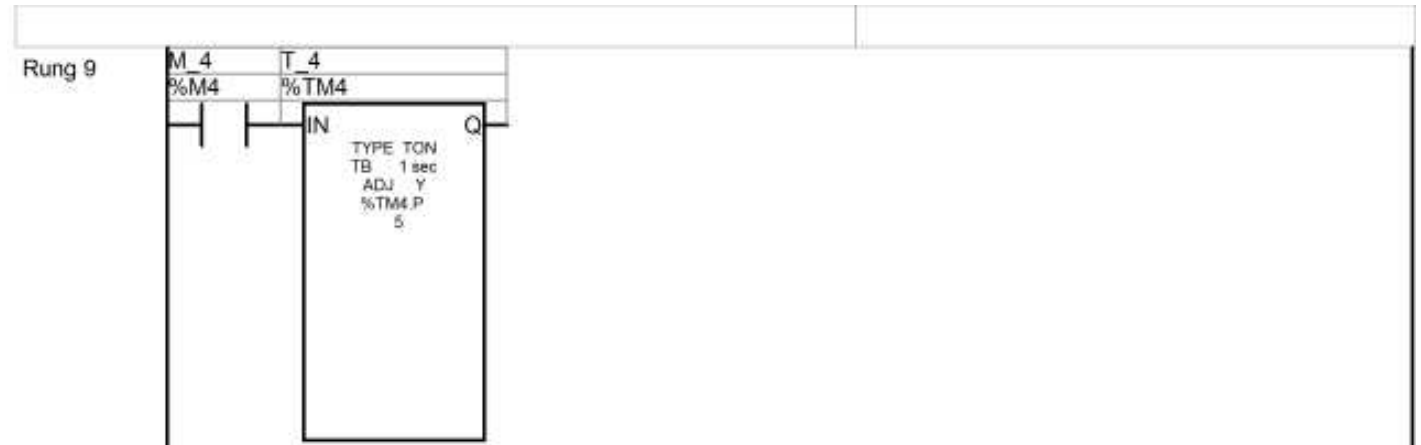 Rung 9
M_4 T_4
%M4 %TM4
IN Q
TYPE TON
TB 1 sec
ADJ Y
%TM4.P
5